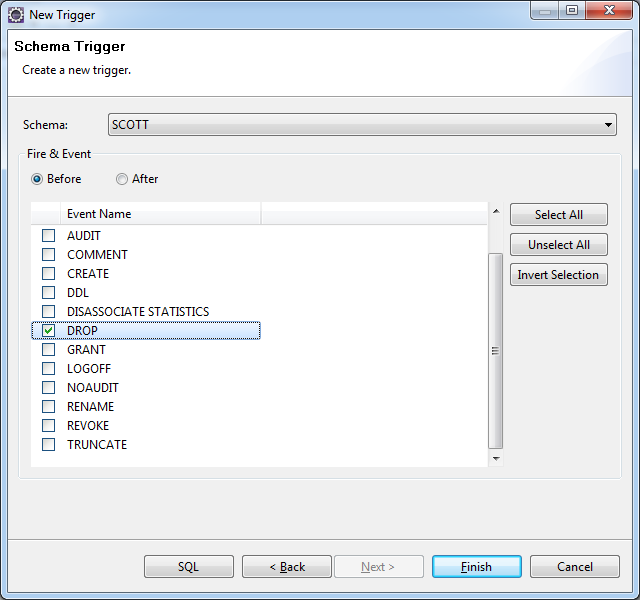 New Trigger
Schema Trigger
Create a new trigger.
Schema: SCOTT
Fire & Event
Before After
Event Name
Select All
AUDIT
Unselect All
COMMENT
CREATE
Invert Selection
DDL
DISASSOCIATE STATISTICS
DROP
GRANT
LOGOFF
NOAUDIT
RENAME
REVOKE
TRUNCATE
SQL < Back Next > Finish Cancel